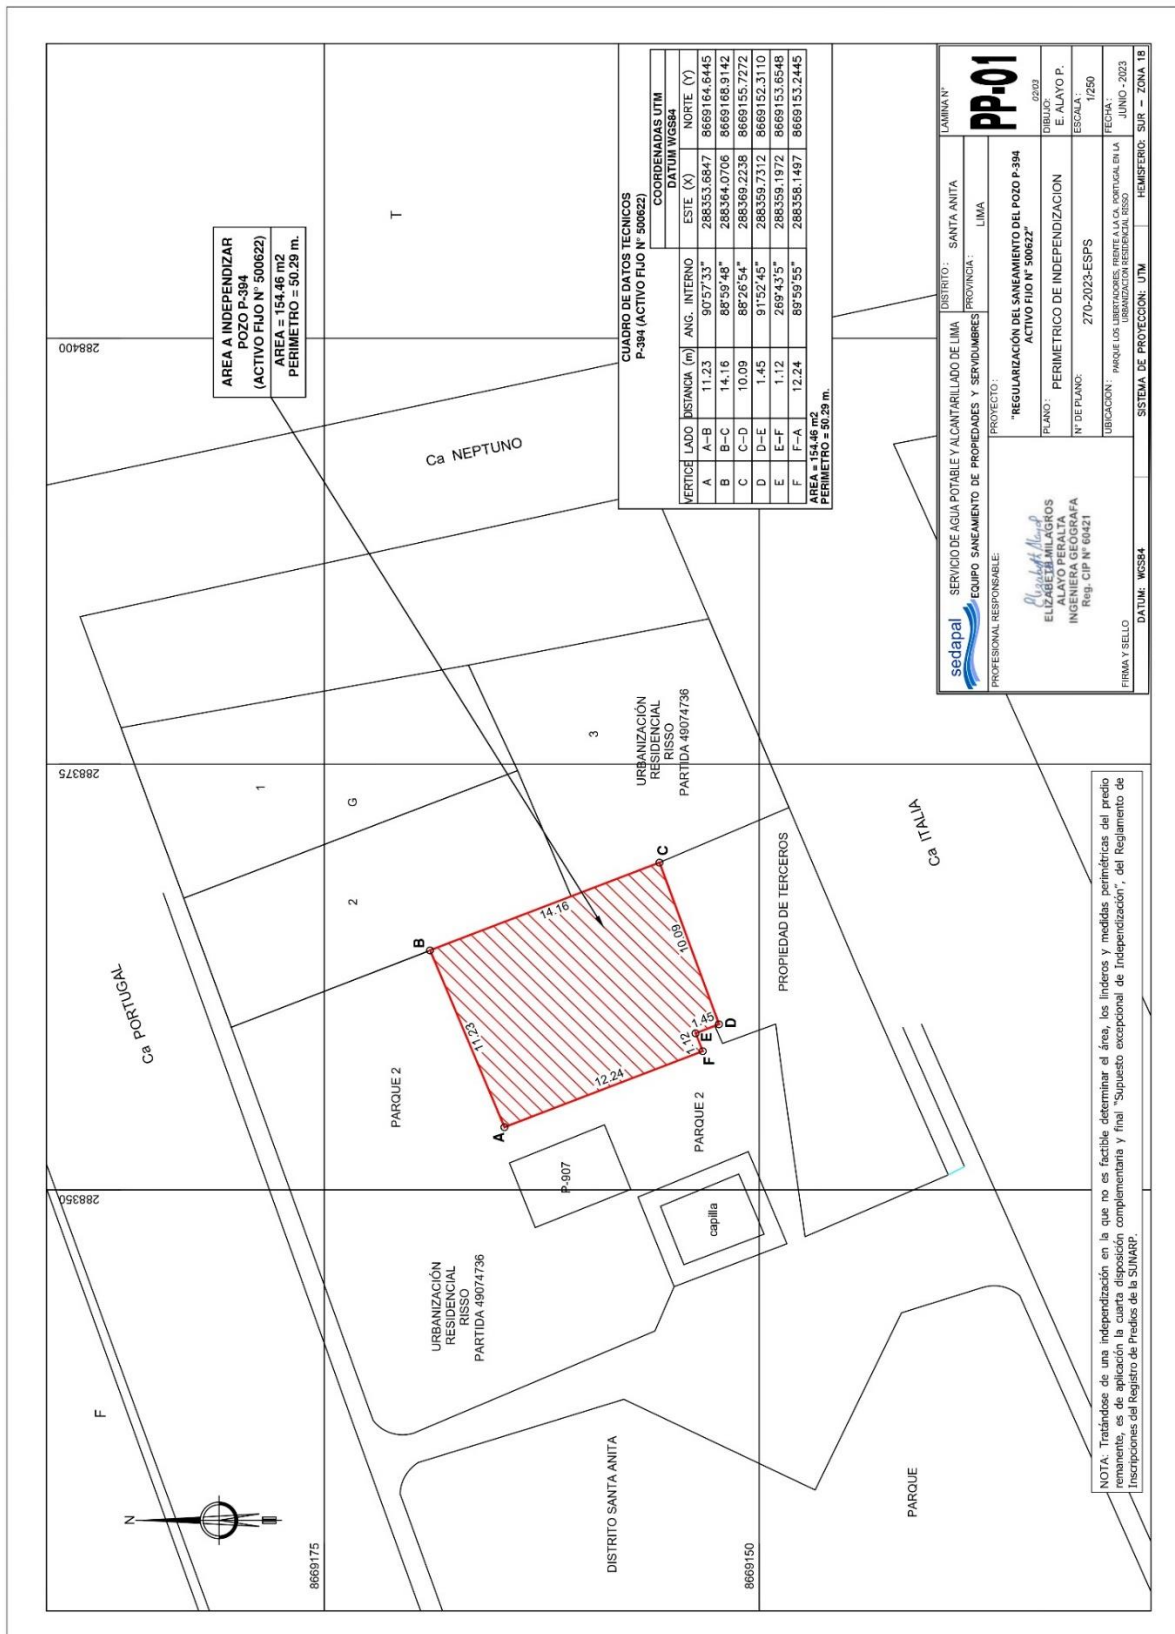 F
Ca PORTUGAL
288350
288375
288400
8669175
8669150
N
AREA A INDEPENDIZAR
POZO P-394
(ACTIVO FIJO N° 500622)
AREA = 154.46 m2
PERIMETRO = 50.29 m.
T
Ca NEPTUNO
1
G
2
3
URBANIZACIÓN
RESIDENCIAL
RISSO
PARTIDA 49074736
PARQUE 2
A
B
C
D
E
F
11.23
14.16
10.09
1.45
1.12
12.24
P-907
capilla
PARQUE 2
URBANIZACIÓN
RESIDENCIAL
RISSO
PARTIDA 49074736
PROPIEDAD DE TERCEROS
Ca ITALIA
DISTRITO SANTA ANITA
PARQUE
CUADRO DE DATOS TECNICOS
P-394 (ACTIVO FIJO N° 500622)
COORDENADAS UTM
DATUM WGS84
VERTICE LADO DISTANCIA (m) ANG. INTERNO ESTE (X) NORTE (Y)
A A-B 11.23 90°57'33" 288353.6847 8669164.6445
B B-C 14.16 88°59'48" 288364.0706 8669168.9142
C C-D 10.09 88°26'54" 288369.2238 8669155.7272
D D-E 1.45 91°52'45" 288359.7312 8669152.3110
E E-F 1.12 269°43'5" 288359.1972 8669153.6548
F F-A 12.24 89°59'55" 288358.1497 8669153.2445
AREA = 154.46 m2
PERIMETRO = 50.29 m.
NOTA: Tratándose de una independización en la que no es factible determinar el área, los linderos y medidas perimétricas del predio
remanente, es de aplicación la cuarta disposición complementaria y final "Supuesto excepcional de Independización", del Reglamento de
Inscripciones del Registro de Predios de la SUNARP.
sedapal
SERVICIO DE AGUA POTABLE Y ALCANTARILLADO DE LIMA
EQUIPO SANEAMIENTO DE PROPIEDADES Y SERVIDUMBRES
DISTRITO: SANTA ANITA
PROVINCIA: LIMA
LAMINA N°
PP-01
02/03
PROFESIONAL RESPONSABLE:
ELIZABETH MILAGROS
ALAYO PERALTA
INGENIERA GEOGRAFA
Reg. CIP N° 60421
FIRMA Y SELLO
PROYECTO:
"REGULARIZACIÓN DEL SANEAMIENTO DEL POZO P-394
ACTIVO FIJO N° 500622"
PLANO: PERIMETRICO DE INDEPENDIZACION
N° DE PLANO: 270-2023-ESPS
UBICACION: PARQUE LOS LIBERTADORES, FRENTE A LA CA. PORTUGAL EN LA
URBANIZACION RESIDENCIAL RISSO
DIBUJO: E. ALAYO P.
ESCALA: 1/250
FECHA: JUNIO - 2023
DATUM: WGS84 SISTEMA DE PROYECCION: UTM HEMISFERIO: SUR - ZONA 18